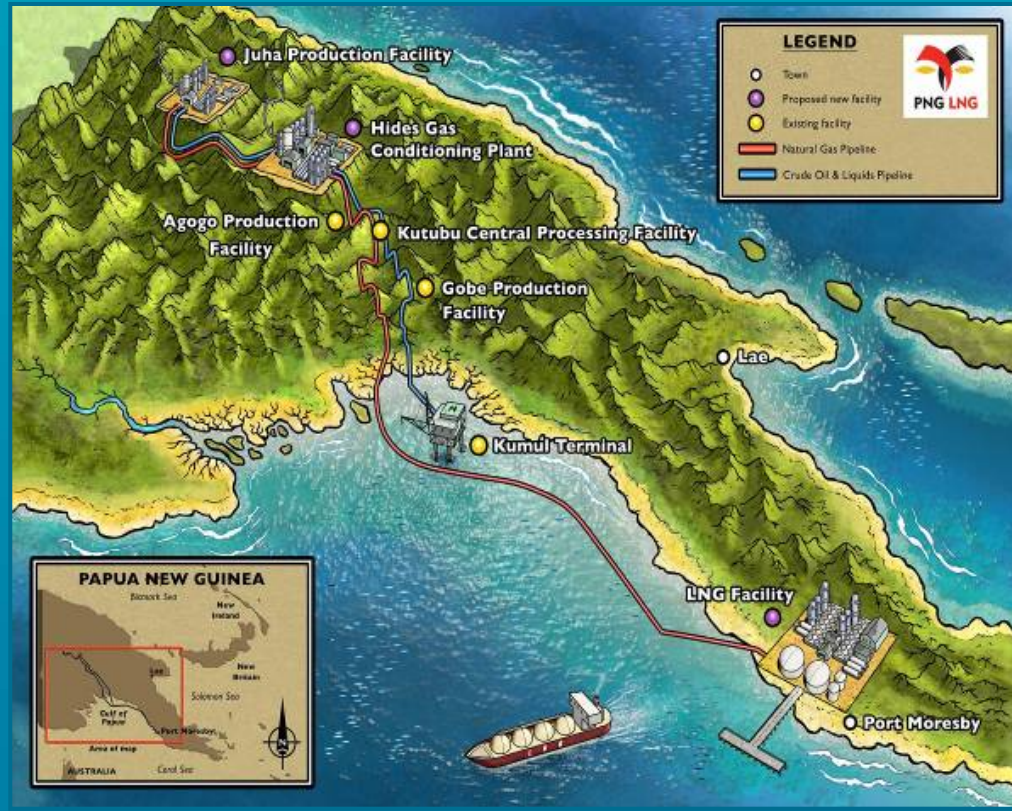 Juha Production Facility
Hides Gas
Conditioning Plant
Agogo Production
Facility
Kutubu Central Processing Facility
Gobe Production
Facility
Lae
Kumul Terminal
LNG Facility
Port Moresby
LEGEND
Town
Proposed new facility
Existing facility
Natural Gas Pipeline
Crude Oil & Liquids Pipeline
PNG LNG
PAPUA NEW GUINEA
Bismark Sea
New
Ireland
New
Britain
Lae
Solomon Sea
Gulf of
Papua
Port Moresby
Area of map
AUSTRALIA
Coral Sea
N